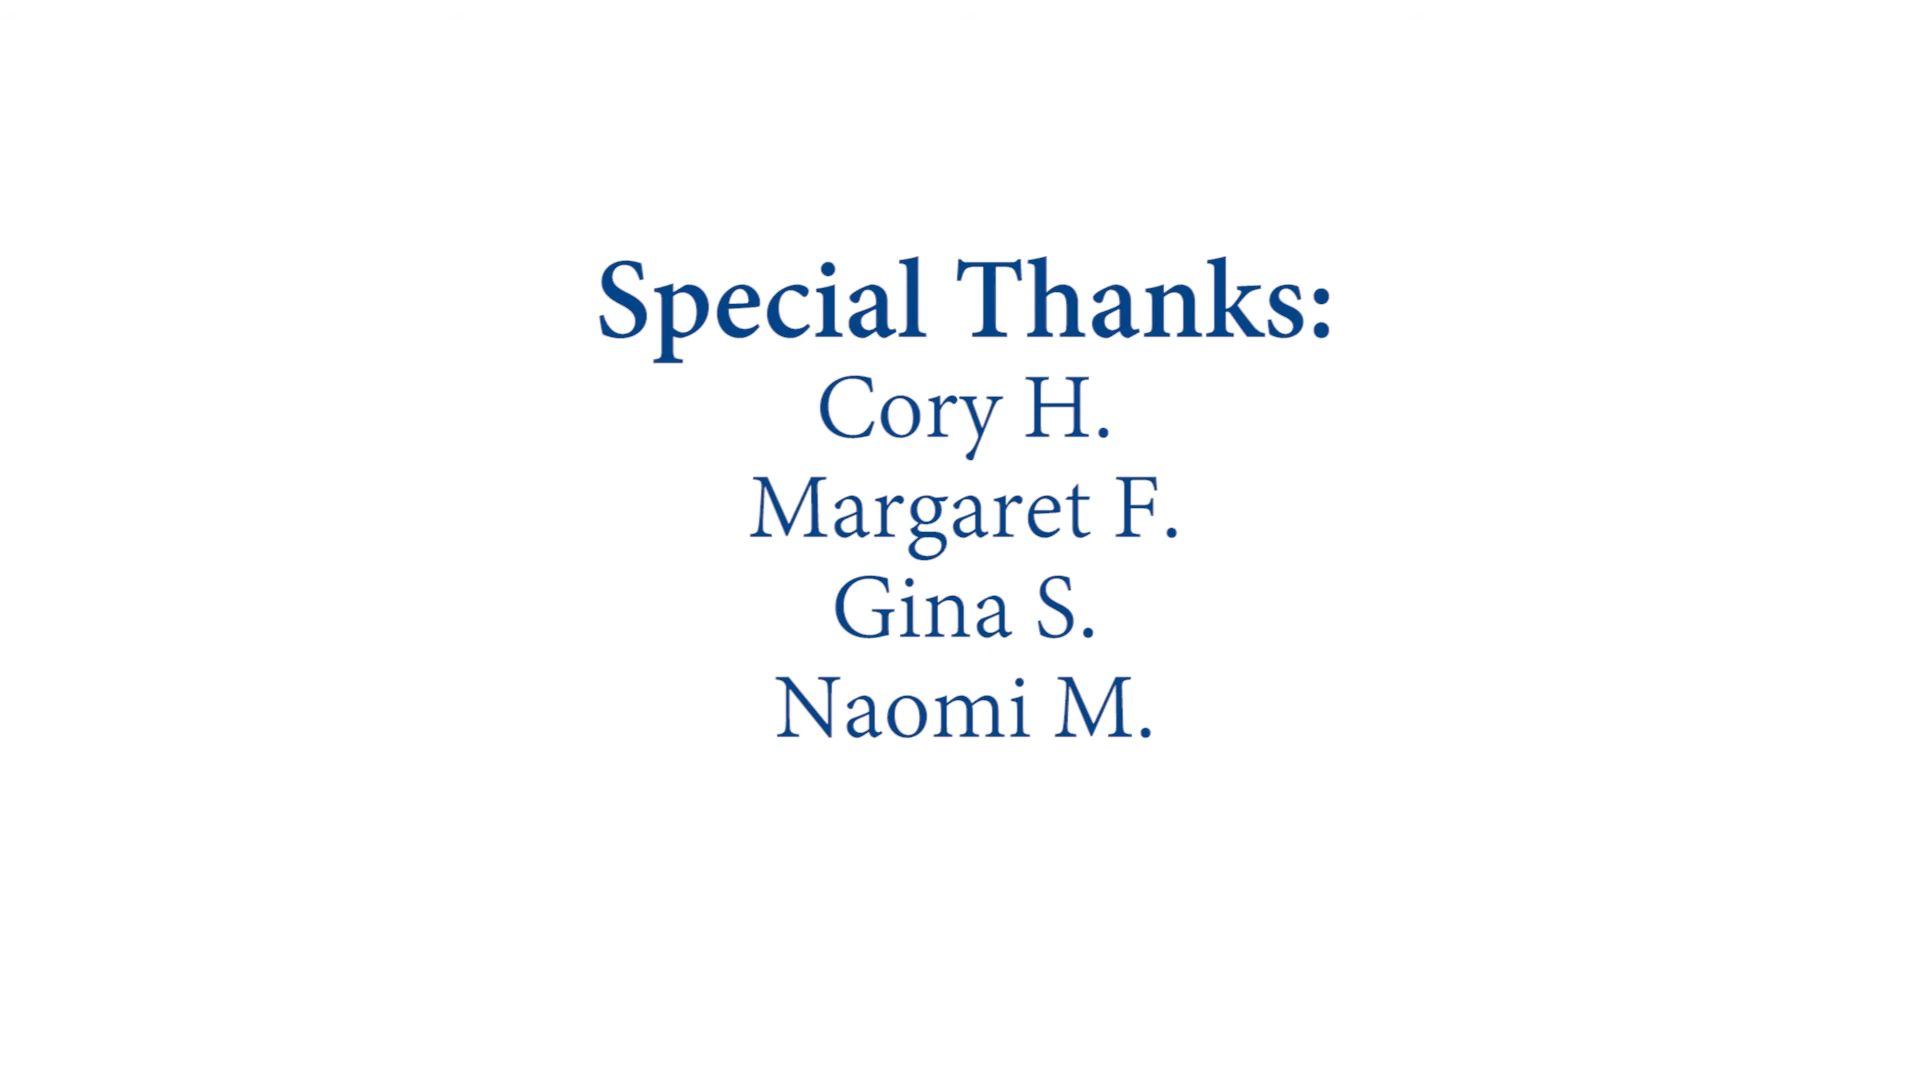 Special Thanks:
Cory H.
Margaret F.
Gina S.
Naomi M.